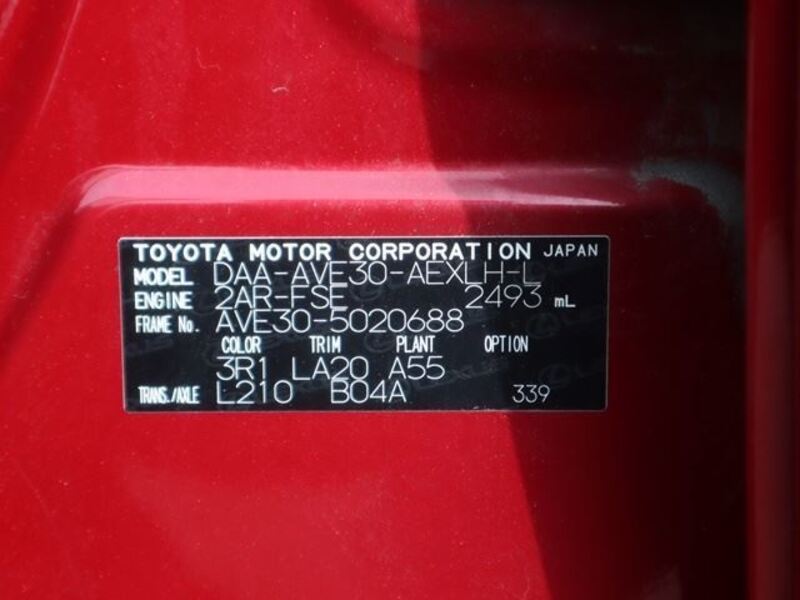 TOYOTA MOTOR CORPORATION JAPAN
MODEL DAA-AVE30-AEXLH-L
ENGINE 2AR-FSE 2493 mL
FRAME No. AVE30-5020688
COLOR TRIM PLANT OPTION
3R1 LA20 A55
TRANS./AXLE L210 B04A 339